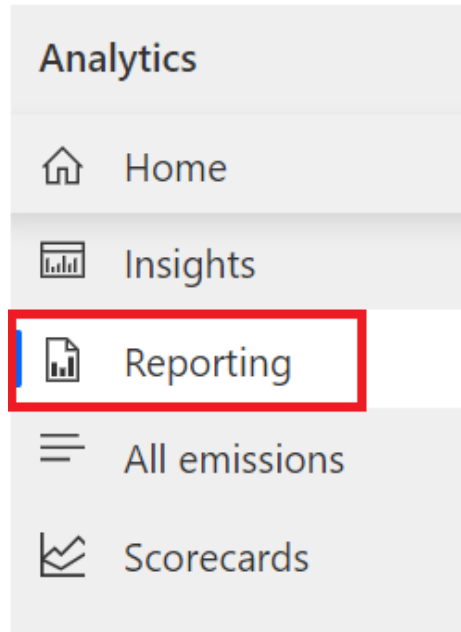 Analytics
Home
Insights
Reporting
All emissions
Scorecards